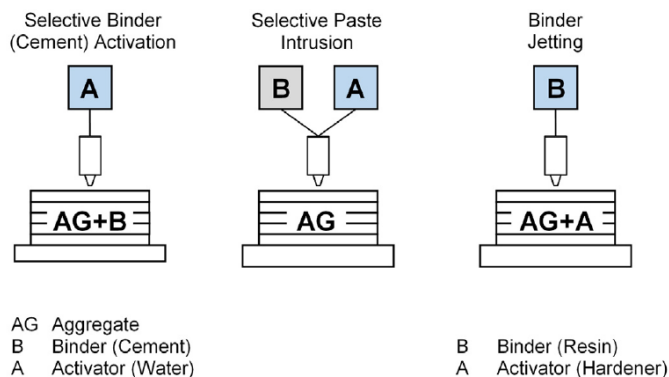 Selective Binder
(Cement) Activation
Selective Paste
Intrusion
Binder
Jetting
A
B
A
B
AG+B
AG
AG+A
AG Aggregate
B Binder (Cement)
A Activator (Water)
B Binder (Resin)
A Activator (Hardener)